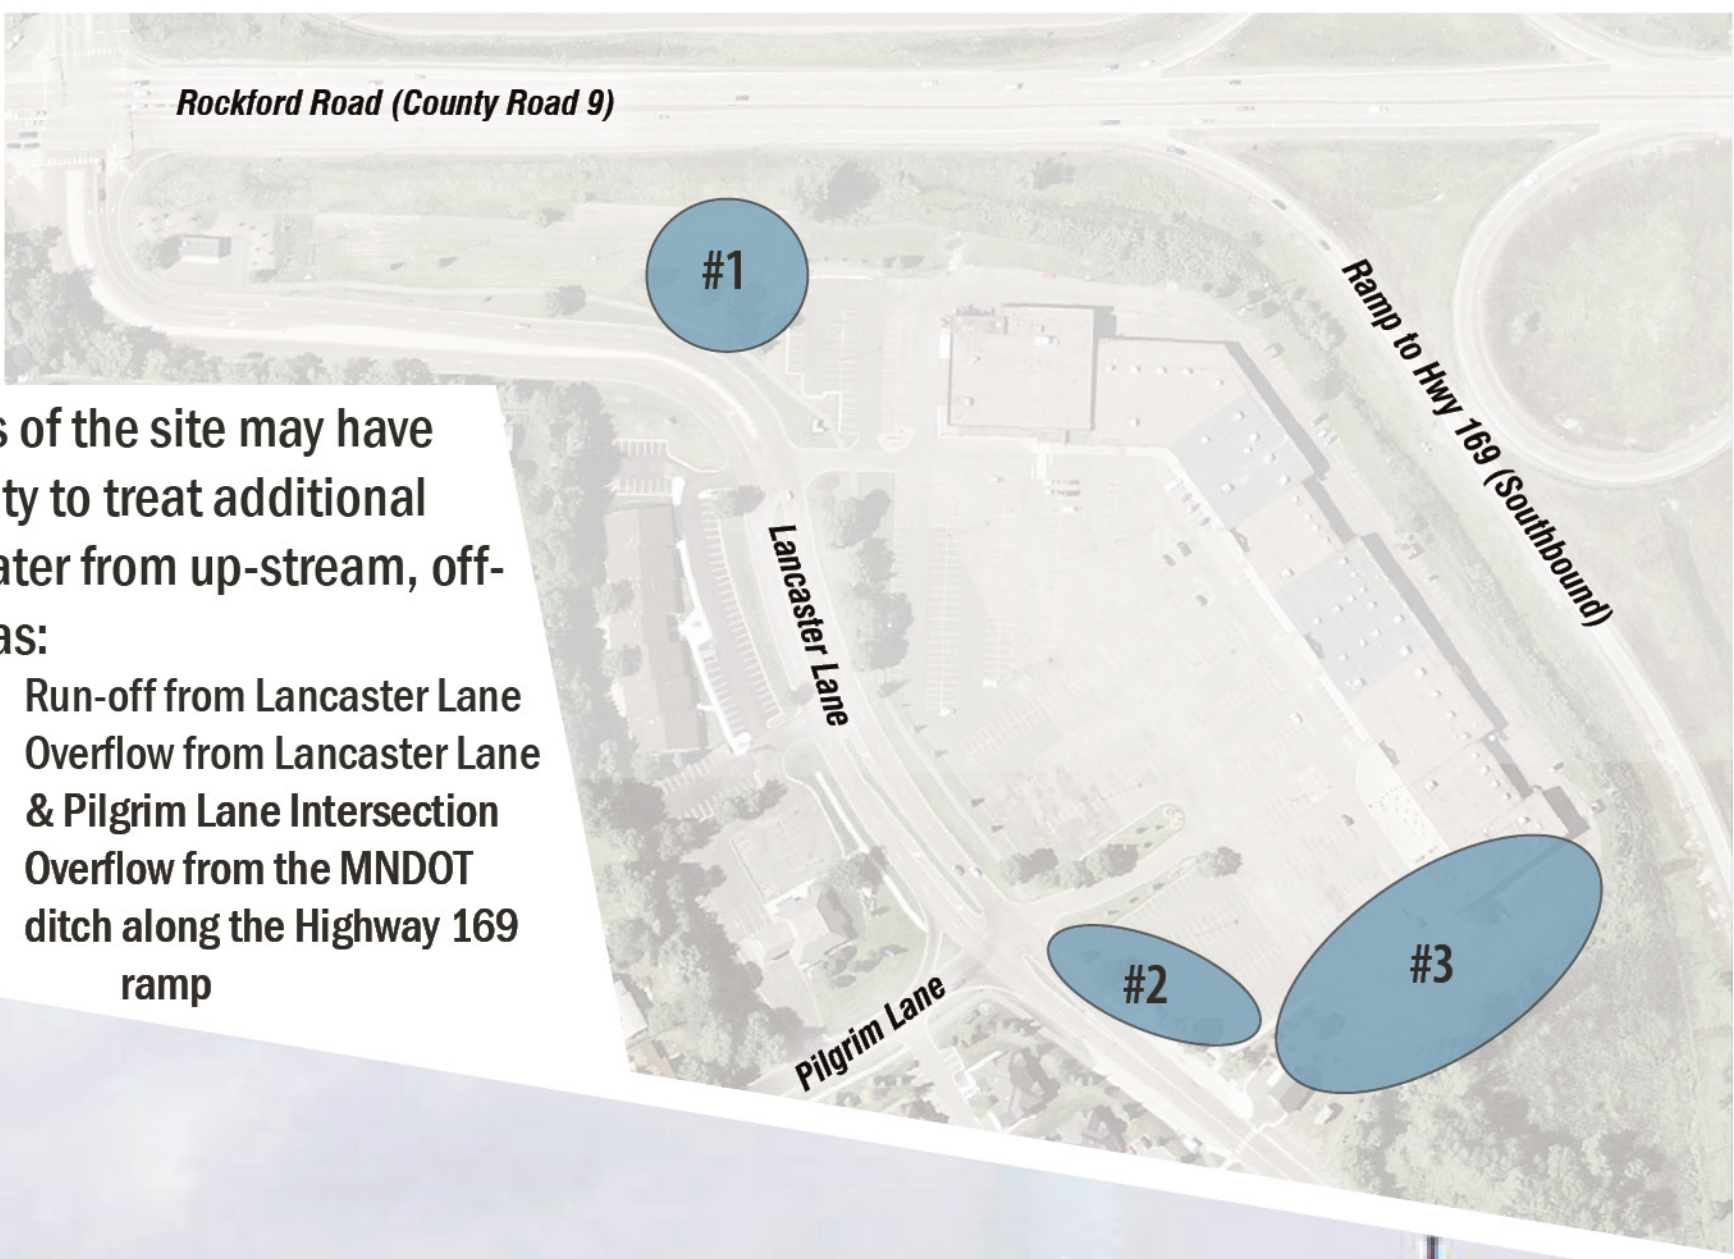 Rockford Road (County Road 9)
#1
Ramp to Hwy 169 (Southbound)
s of the site may have
ty to treat additional
ater from up-stream, off-
as:
Run-off from Lancaster Lane
Overflow from Lancaster Lane
& Pilgrim Lane Intersection
Overflow from the MNDOT
ditch along the Highway 169
ramp
Lancaster Lane
#2
#3
Pilgrim Lane